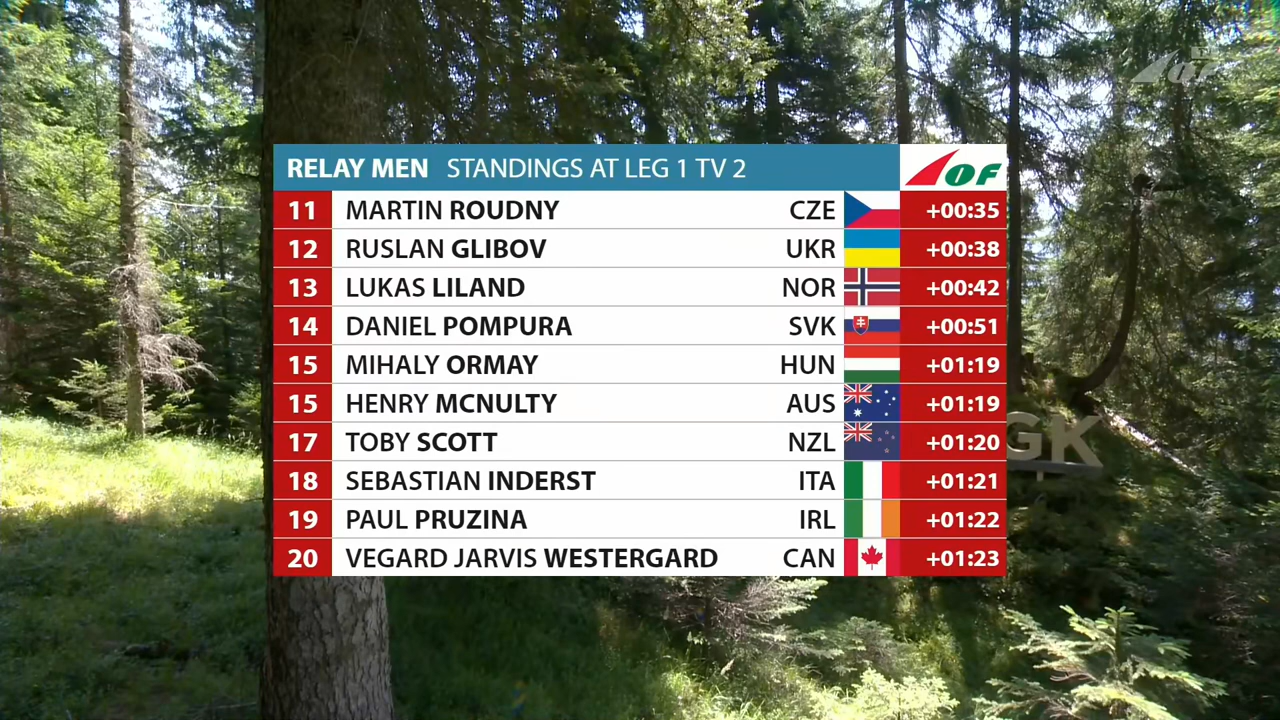 RELAY MEN STANDINGS AT LEG 1 TV 2 IOF
11 MARTIN ROUDNY CZE +00:35
12 RUSLAN GLIBOV UKR +00:38
13 LUKAS LILAND NOR +00:42
14 DANIEL POMPURA SVK +00:51
15 MIHALY ORMAY HUN +01:19
15 HENRY MCNULTY AUS +01:19
17 TOBY SCOTT NZL +01:20
18 SEBASTIAN INDERST ITA +01:21
19 PAUL PRUZINA IRL +01:22
20 VEGARD JARVIS WESTERGARD CAN +01:23
GK